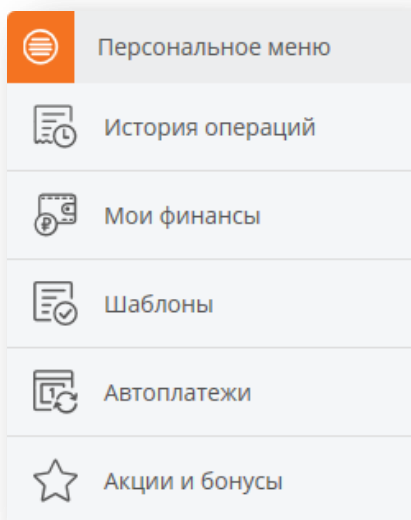 Персональное меню
История операций
Мои финансы
Шаблоны
Автоплатежи
Акции и бонусы